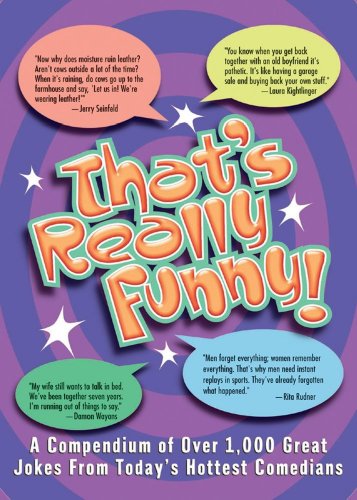 "Now why does moisture ruin leather?
Aren't cows outside a lot of the time?
When it's raining, do cows go up to the
farmhouse and say, 'Let us in! We're
wearing leather!'"
—Jerry Seinfeld
"You know when you get back
together with an old boyfriend it's
pathetic. It's like having a garage
sale and buying back your own stuff."
— Laura Kightlinger
That's
Really
Funny!
"My wife still wants to talk in bed.
We've been together seven years.
I'm running out of things to say."
—Damon Wayans
"Men forget everything; women remember
everything. That's why men need instant
replays in sports. They've already forgotten
what happened."
— Rita Rudner
A Compendium of Over 1,000 Great
Jokes From Today's Hottest Comedians